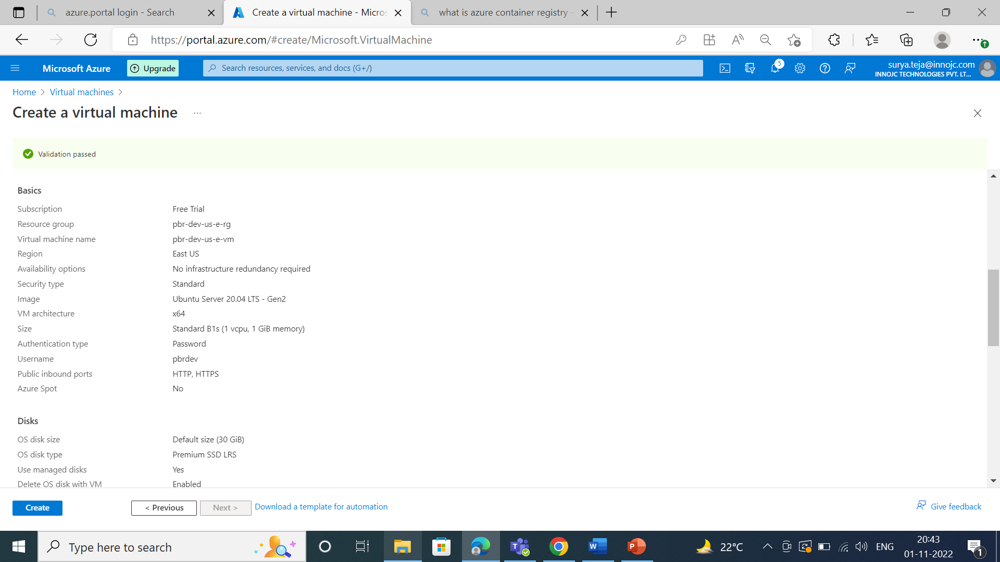 azure.portal login - Search
Create a virtual machine - Micros
what is azure container registry -
https://portal.azure.com/#create/Microsoft.VirtualMachine
Microsoft Azure
Upgrade
Search resources, services, and docs (G+/)
5
surya.teja@innojc.com
INNOJC TECHNOLOGIES PVT. LT...
Home > Virtual machines >
Create a virtual machine ...
Validation passed
Basics
Subscription Free Trial
Resource group pbr-dev-us-e-rg
Virtual machine name pbr-dev-us-e-vm
Region East US
Availability options No infrastructure redundancy required
Security type Standard
Image Ubuntu Server 20.04 LTS - Gen2
VM architecture x64
Size Standard B1s (1 vcpu, 1 GiB memory)
Authentication type Password
Username pbrdev
Public inbound ports HTTP, HTTPS
Azure Spot No
Disks
OS disk size Default size (30 GiB)
OS disk type Premium SSD LRS
Use managed disks Yes
Delete OS disk with VM Enabled
Create
< Previous
Next >
Download a template for automation
Give feedback
Type here to search
22°C
ENG
20:43
01-11-2022
1